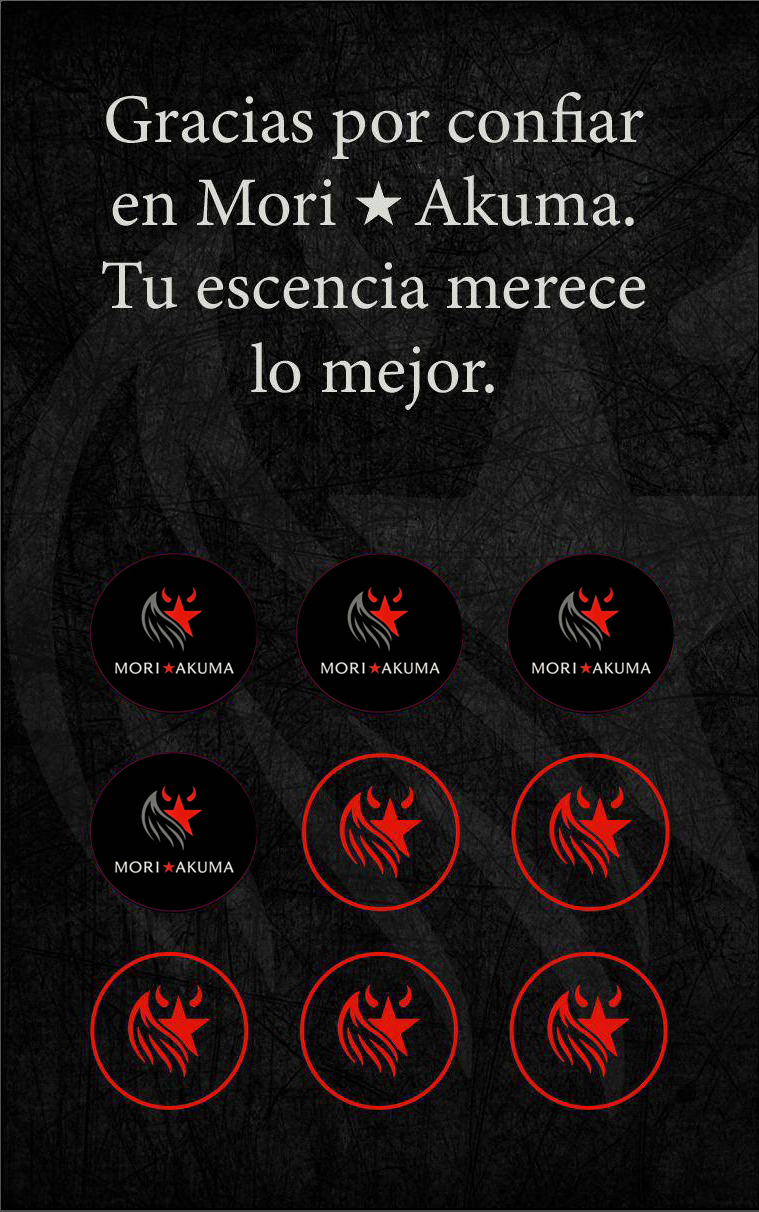 Gracias por confiar
en Mori ★ Akuma.
Tu escencia merece
lo mejor.
MORI★AKUMA
MORI★AKUMA
MORI★AKUMA
MORI★AKUMA